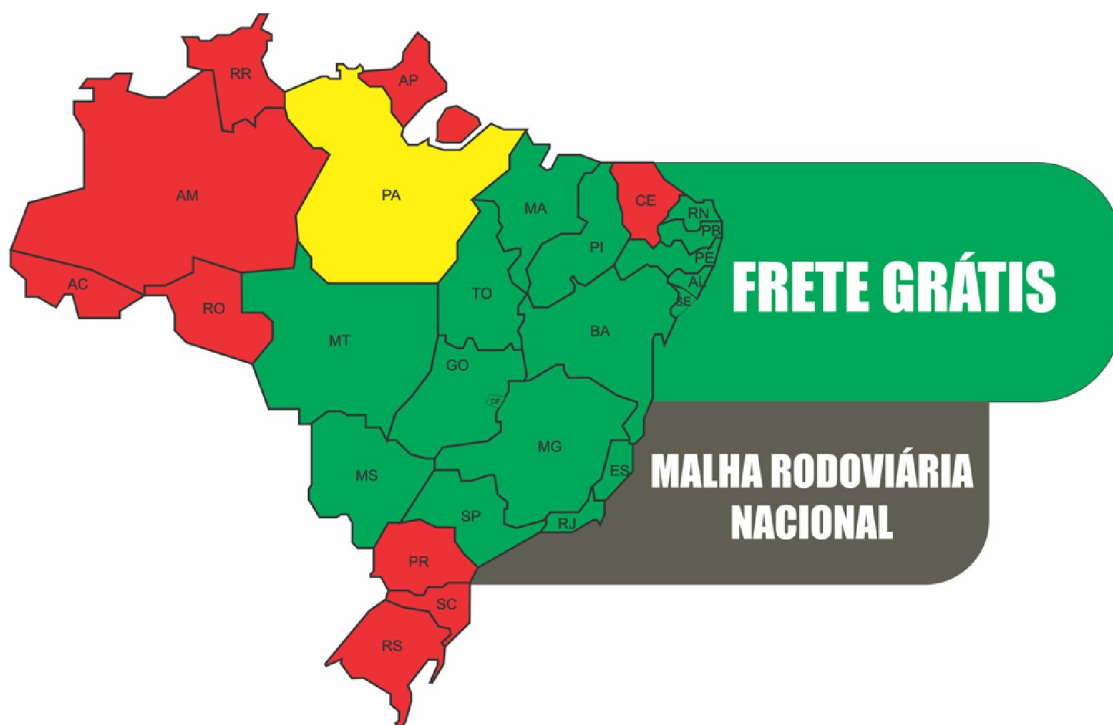 RR
AP
AM
PA
MA
CE
RN
PB
PI
PE
AL
SE
AC
RO
TO
MT
BA
GO
DF
MG
ES
MS
SP
RJ
PR
SC
RS
FRETE GRÁTIS
MALHA RODOVIÁRIA
NACIONAL